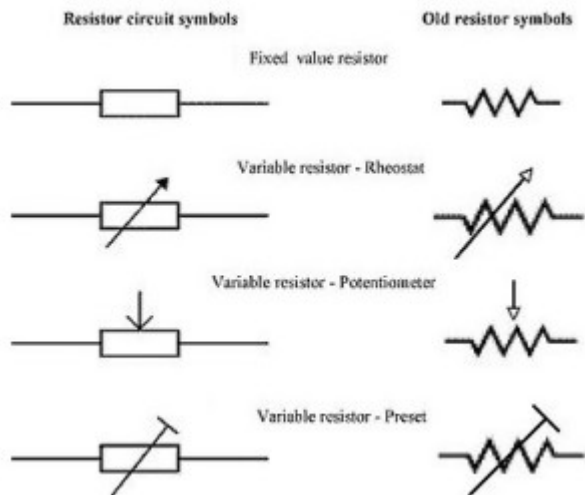 Resistor circuit symbols
Old resistor symbols
Fixed value resistor
Variable resistor - Rheostat
Variable resistor - Potentiometer
Variable resistor - Preset